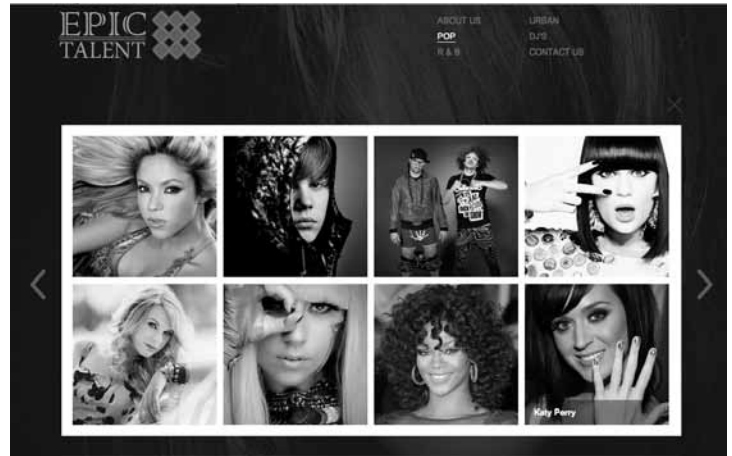 EPIC
TALENT
ABOUT US
POP
R & B
URBAN
DJ'S
CONTACT US
Katy Perry